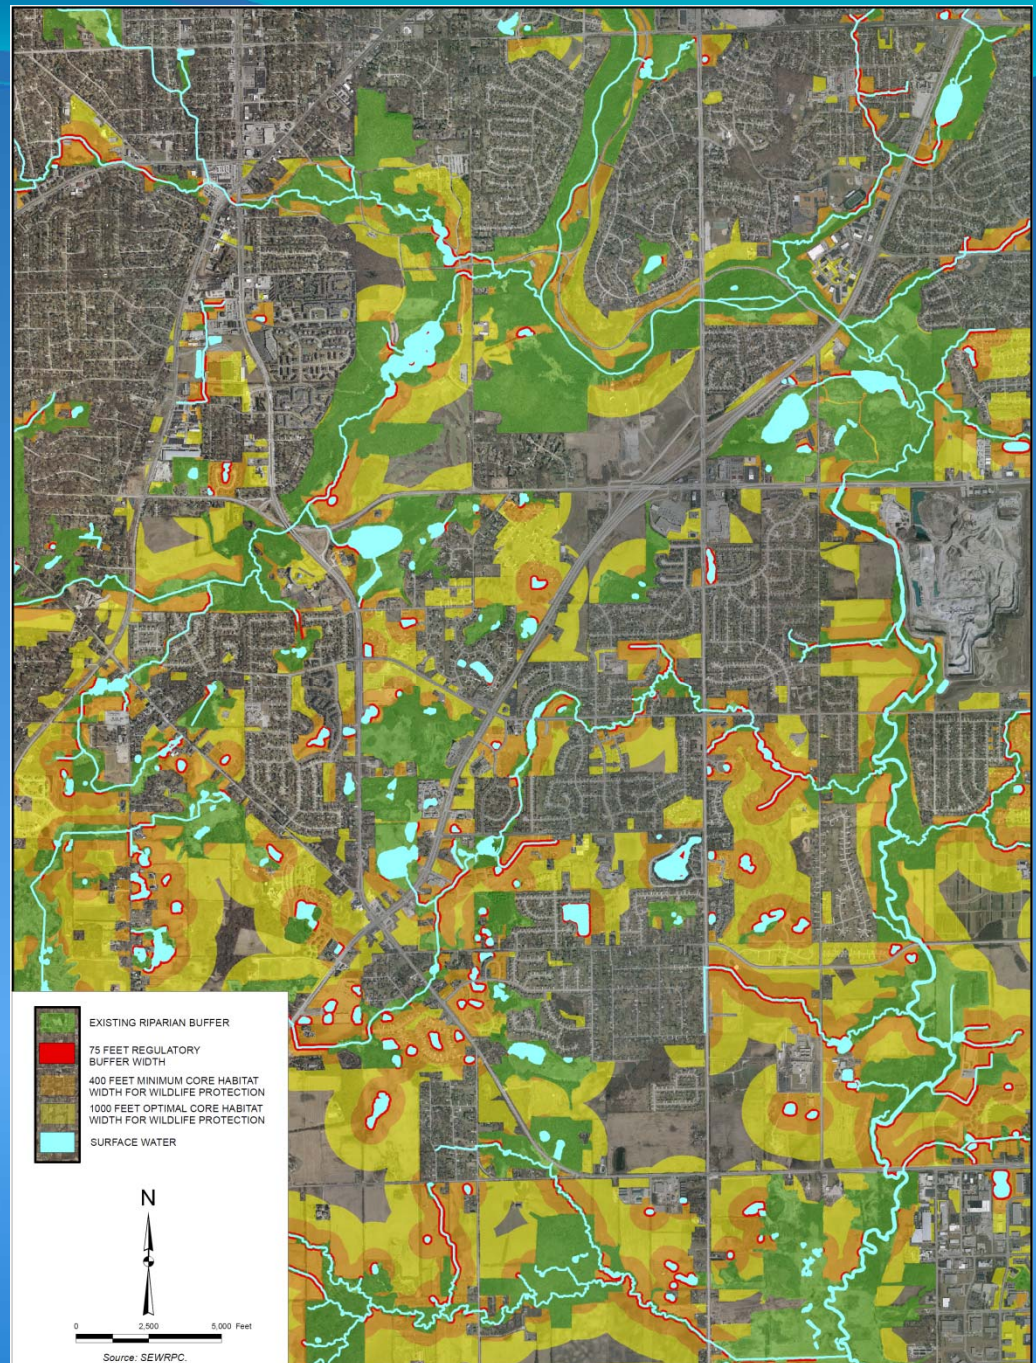 EXISTING RIPARIAN BUFFER
75 FEET REGULATORY
BUFFER WIDTH
400 FEET MINIMUM CORE HABITAT
WIDTH FOR WILDLIFE PROTECTION
1000 FEET OPTIMAL CORE HABITAT
WIDTH FOR WILDLIFE PROTECTION
SURFACE WATER
N
0 2,500 5,000 Feet
Source: SEWRPC.